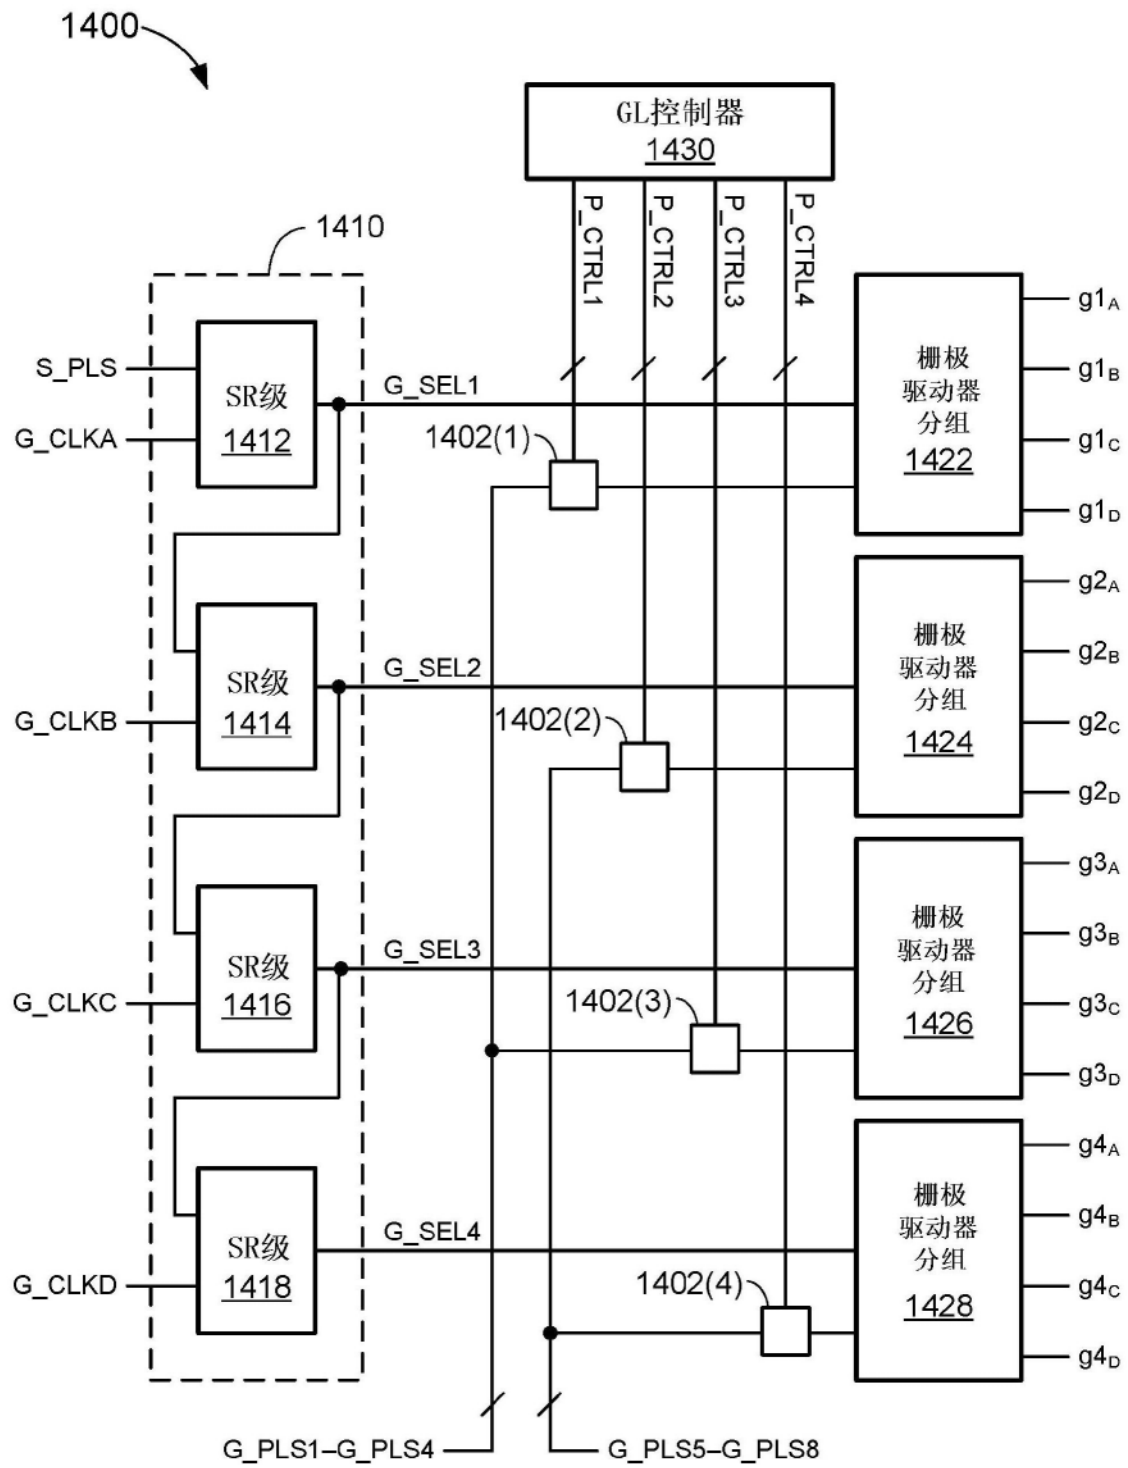 1400
GL控制器
1430
P_CTRL1
P_CTRL2
P_CTRL3
P_CTRL4
1410
S_PLS
G_CLKA
SR级
1412
G_SEL1
1402(1)
栅极
驱动器
分组
1422
g1A
g1B
g1C
g1D
G_CLKB
SR级
1414
G_SEL2
1402(2)
栅极
驱动器
分组
1424
g2A
g2B
g2C
g2D
G_CLKC
SR级
1416
G_SEL3
1402(3)
栅极
驱动器
分组
1426
g3A
g3B
g3C
g3D
G_CLKD
SR级
1418
G_SEL4
1402(4)
栅极
驱动器
分组
1428
g4A
g4B
g4C
g4D
G_PLS1–G_PLS4
G_PLS5–G_PLS8